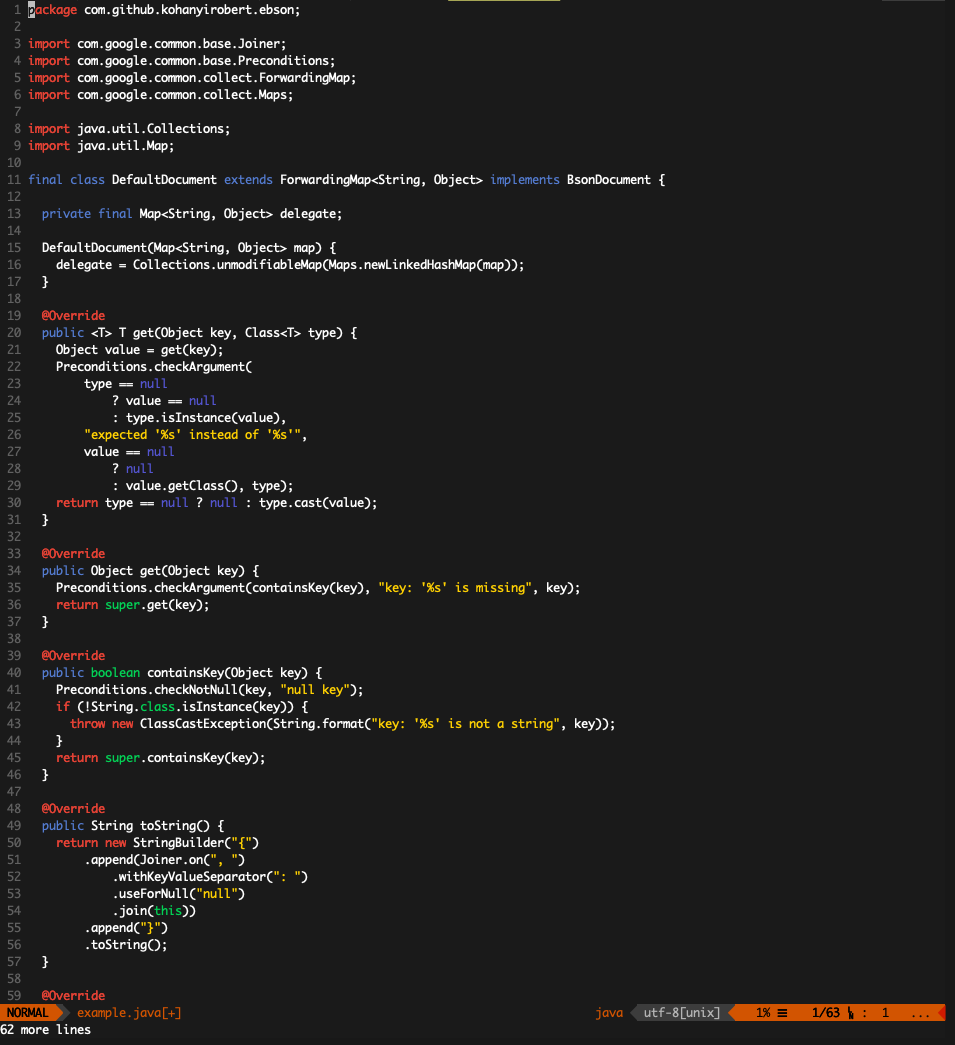 1 package com.github.kohanyirobert.ebson;
2
3 import com.google.common.base.Joiner;
4 import com.google.common.base.Preconditions;
5 import com.google.common.collect.ForwardingMap;
6 import com.google.common.collect.Maps;
7
8 import java.util.Collections;
9 import java.util.Map;
10
11 final class DefaultDocument extends ForwardingMap<String, Object> implements BsonDocument {
12
13   private final Map<String, Object> delegate;
14
15   DefaultDocument(Map<String, Object> map) {
16     delegate = Collections.unmodifiableMap(Maps.newLinkedHashMap(map));
17   }
18
19   @Override
20   public <T> T get(Object key, Class<T> type) {
21     Object value = get(key);
22     Preconditions.checkArgument(
23         type == null
24             ? value == null
25             : type.isInstance(value),
26         "expected '%s' instead of '%s'",
27         value == null
28             ? null
29             : value.getClass(), type);
30     return type == null ? null : type.cast(value);
31   }
32
33   @Override
34   public Object get(Object key) {
35     Preconditions.checkArgument(containsKey(key), "key: '%s' is missing", key);
36     return super.get(key);
37   }
38
39   @Override
40   public boolean containsKey(Object key) {
41     Preconditions.checkNotNull(key, "null key");
42     if (!String.class.isInstance(key)) {
43       throw new ClassCastException(String.format("key: '%s' is not a string", key));
44     }
45     return super.containsKey(key);
46   }
47
48   @Override
49   public String toString() {
50     return new StringBuilder("{")
51         .append(Joiner.on(", ")
52             .withKeyValueSeparator(": ")
53             .useForNull("null")
54             .join(this))
55         .append("}")
56         .toString();
57   }
58
59   @Override
NORMAL example.java[+] java utf-8[unix] 1% ☰ 1/63 ㏑ : 1 ...
62 more lines